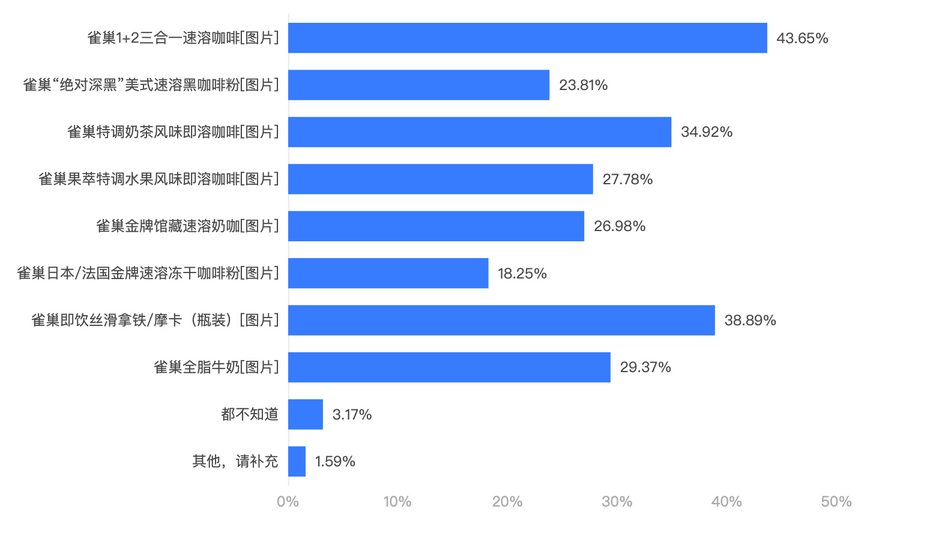 雀巢1+2三合一速溶咖啡[图片] 43.65%
雀巢“绝对深黑”美式速溶黑咖啡粉[图片] 23.81%
雀巢特调奶茶风味即溶咖啡[图片] 34.92%
雀巢果萃特调水果风味即溶咖啡[图片] 27.78%
雀巢金牌馆藏速溶奶咖[图片] 26.98%
雀巢日本/法国金牌速溶冻干咖啡粉[图片] 18.25%
雀巢即饮丝滑拿铁/摩卡（瓶装）[图片] 38.89%
雀巢全脂牛奶[图片] 29.37%
都不知道 3.17%
其他，请补充 1.59%
0% 10% 20% 30% 40% 50%